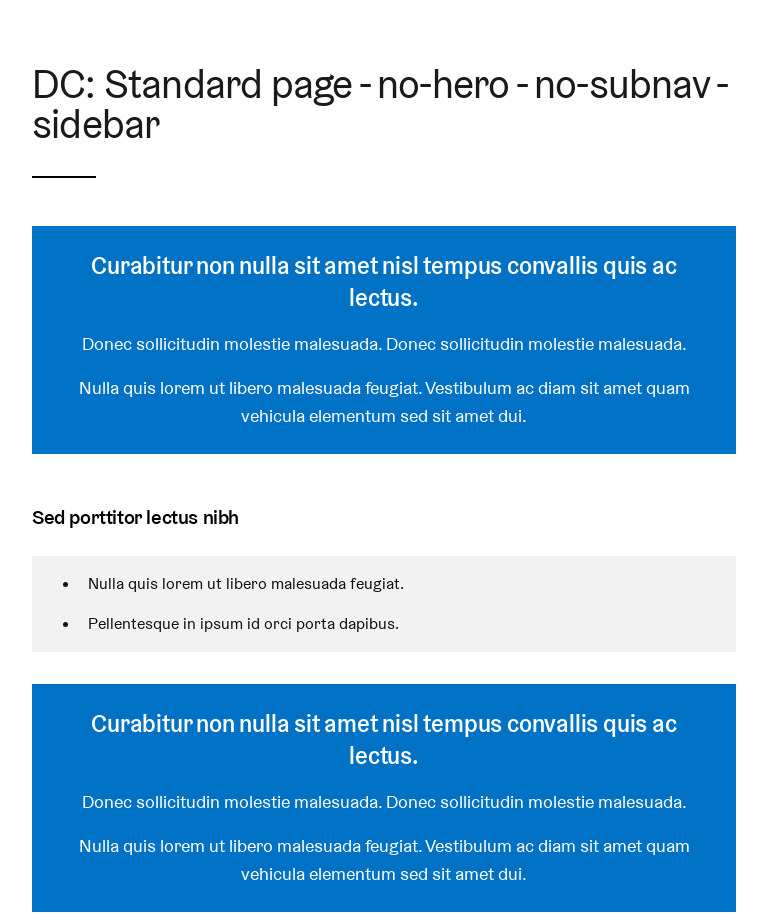 DC: Standard page - no-hero - no-subnav -
sidebar
Curabitur non nulla sit amet nisl tempus convallis quis ac
lectus.
Donec sollicitudin molestie malesuada. Donec sollicitudin molestie malesuada.
Nulla quis lorem ut libero malesuada feugiat. Vestibulum ac diam sit amet quam
vehicula elementum sed sit amet dui.
Sed porttitor lectus nibh
• Nulla quis lorem ut libero malesuada feugiat.
• Pellentesque in ipsum id orci porta dapibus.
Curabitur non nulla sit amet nisl tempus convallis quis ac
lectus.
Donec sollicitudin molestie malesuada. Donec sollicitudin molestie malesuada.
Nulla quis lorem ut libero malesuada feugiat. Vestibulum ac diam sit amet quam
vehicula elementum sed sit amet dui.